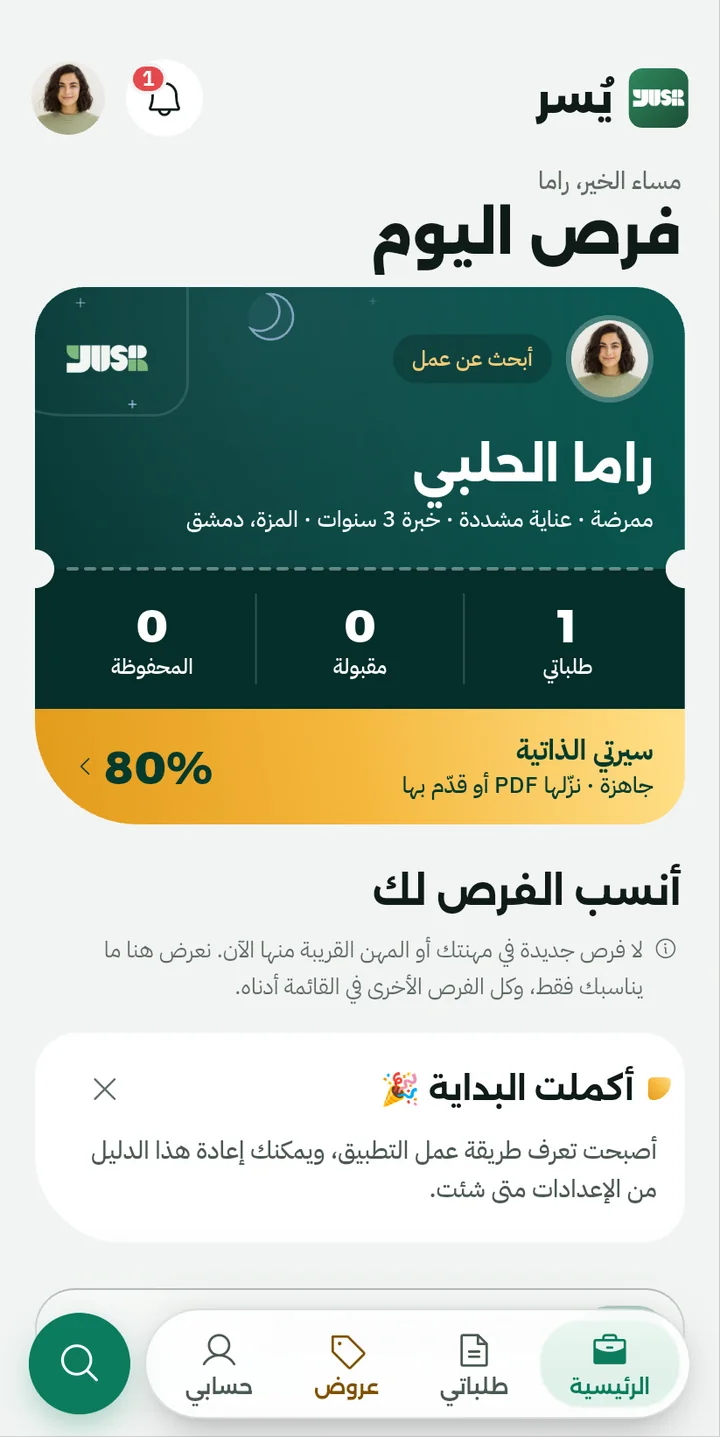 يُسر
YUSR
1
مساء الخير، راما
فرص اليوم
أبحث عن عمل
YUSR
راما الحلبي
ممرضة · عناية مشددة · خبرة 3 سنوات · المزة، دمشق
1
طلباتي
0
مقبولة
0
المحفوظة
سيرتي الذاتية
جاهزة · نزّلها PDF أو قدّم بها
80%
أنسب الفرص لك
لا فرص جديدة في مهنتك أو المهن القريبة منها الآن. نعرض هنا ما
يناسبك فقط، وكل الفرص الأخرى في القائمة أدناه.
أكملت البداية 🎉
أصبحت تعرف طريقة عمل التطبيق، ويمكنك إعادة هذا الدليل
من الإعدادات متى شئت.
الرئيسية
طلباتي
عروض
حسابي